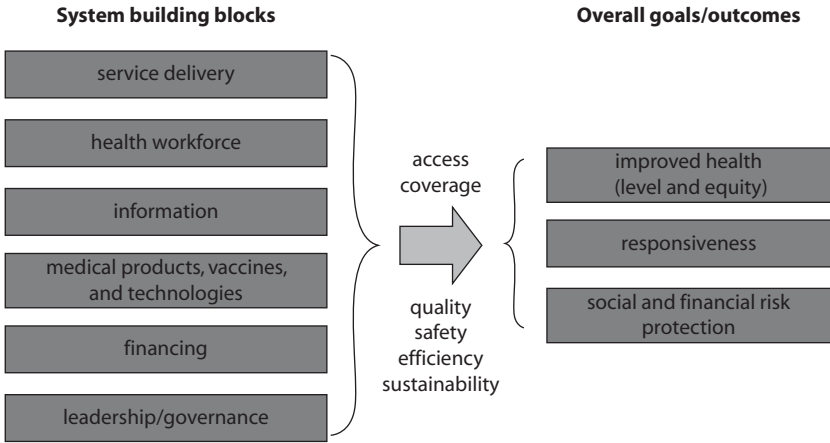 System building blocks
service delivery
health workforce
information
medical products, vaccines,
and technologies
financing
leadership/governance
access
coverage
quality
safety
efficiency
sustainability
Overall goals/outcomes
improved health
(level and equity)
responsiveness
social and financial risk
protection